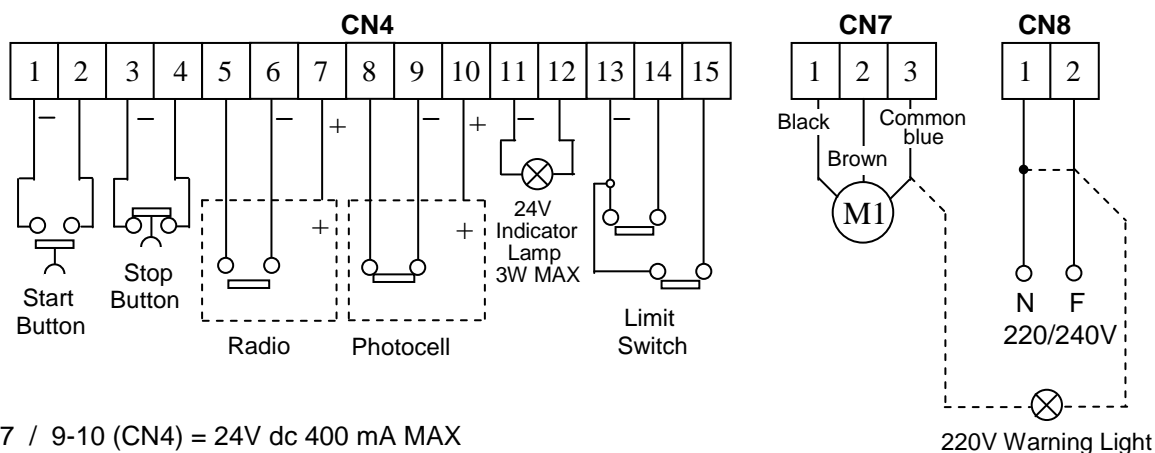 CN4 CN7 CN8
1 2 3 4 5 6 7 8 9 10 11 12 13 14 15 1 2 3 1 2
− − − + − + − −
Black Common
blue
Brown
M1
+ +
24V
Indicator
Lamp
3W MAX
Start
Button
Stop
Button
Radio
Photocell
Limit
Switch
N F
220/240V
7 / 9-10 (CN4) = 24V dc 400 mA MAX
220V Warning Light